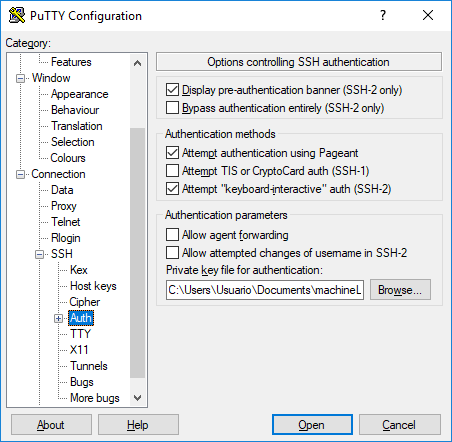 PuTTY Configuration
?
Category:
Features
Window
Appearance
Behaviour
Translation
Selection
Colours
Connection
Data
Proxy
Telnet
Rlogin
SSH
Kex
Host keys
Cipher
Auth
TTY
X11
Tunnels
Bugs
More bugs
Options controlling SSH authentication
Display pre-authentication banner (SSH-2 only)
Bypass authentication entirely (SSH-2 only)
Authentication methods
Attempt authentication using Pageant
Attempt TIS or CryptoCard auth (SSH-1)
Attempt "keyboard-interactive" auth (SSH-2)
Authentication parameters
Allow agent forwarding
Allow attempted changes of username in SSH-2
Private key file for authentication:
C:\Users\Usuario\Documents\machineL
Browse...
About
Help
Open
Cancel